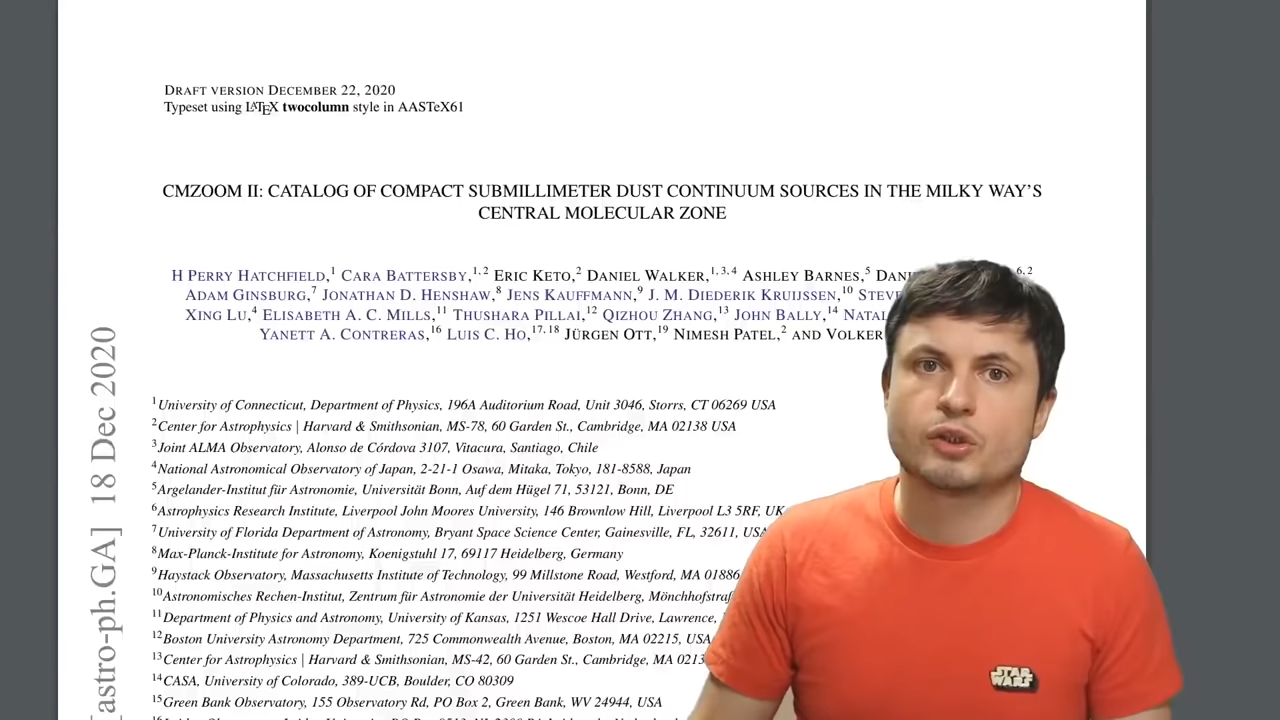 DRAFT VERSION DECEMBER 22, 2020
Typeset using LATEX twocolumn style in AASTeX61
CMZOOM II: CATALOG OF COMPACT SUBMILLIMETER DUST CONTINUUM SOURCES IN THE MILKY WAY'S
CENTRAL MOLECULAR ZONE
H PERRY HATCHFIELD,1 CARA BATTERSBY,1,2 ERIC KETO,2 DANIEL WALKER,1,3,4 ASHLEY BARNES,5 6,2
ADAM GINSBURG,7 JONATHAN D. HENSHAW,8 JENS KAUFFMANN,9 J. M. DIEDERIK KRUIJSSEN,10
XING LU,4 ELISABETH A. C. MILLS,11 THUSHARA PILLAI,12 QIZHOU ZHANG,13 JOHN BALLY,14
YANETT A. CONTRERAS,16 LUIS C. HO,17,18 JÜRGEN OTT,19 NIMESH PATEL,2 AND VOLKER
1University of Connecticut, Department of Physics, 196A Auditorium Road, Unit 3046, Storrs, CT 06269 USA
2Center for Astrophysics | Harvard & Smithsonian, MS-78, 60 Garden St., Cambridge, MA 02138 USA
3Joint ALMA Observatory, Alonso de Córdova 3107, Vitacura, Santiago, Chile
4National Astronomical Observatory of Japan, 2-21-1 Osawa, Mitaka, Tokyo, 181-8588, Japan
5Argelander-Institut für Astronomie, Universität Bonn, Auf dem Hügel 71, 53121, Bonn, DE
6Astrophysics Research Institute, Liverpool John Moores University, 146 Brownlow Hill, Liverpool L3 5RF, UK
7University of Florida Department of Astronomy, Bryant Space Science Center, Gainesville, FL, 32611, USA
8Max-Planck-Institute for Astronomy, Koenigstuhl 17, 69117 Heidelberg, Germany
9Haystack Observatory, Massachusetts Institute of Technology, 99 Millstone Road, Westford, MA 01886
10Astronomisches Rechen-Institut, Zentrum für Astronomie der Universität Heidelberg,
11Department of Physics and Astronomy, University of Kansas, 1251 Wescoe Hall Drive, Lawrence,
12Boston University Astronomy Department, 725 Commonwealth Avenue, Boston, MA 02215, USA
13Center for Astrophysics | Harvard & Smithsonian, MS-42, 60 Garden St., Cambridge, MA
14CASA, University of Colorado, 389-UCB, Boulder, CO 80309
15Green Bank Observatory, 155 Observatory Rd, PO Box 2, Green Bank, WV 24944, USA
[astro-ph.GA] 18 Dec 2020
STAR
WARS